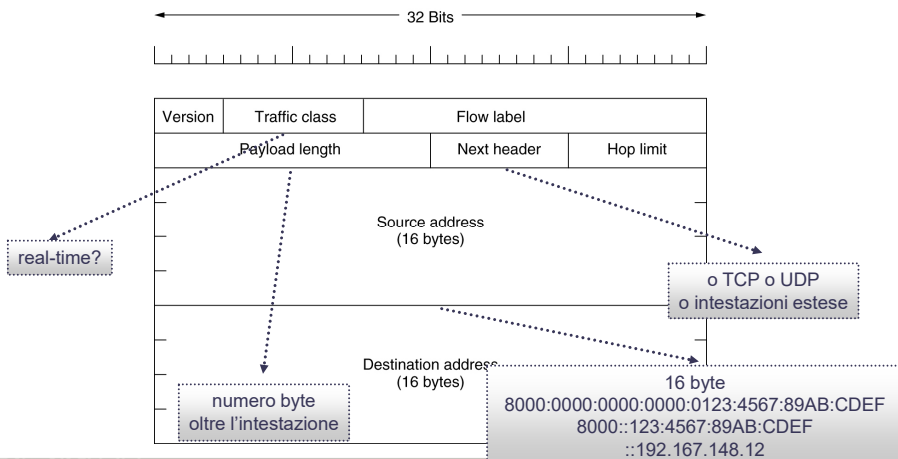 32 Bits
Version Traffic class Flow label
Payload length Next header Hop limit
Source address
(16 bytes)
real-time?
o TCP o UDP
o intestazioni estese
Destination address
(16 bytes)
numero byte
oltre l'intestazione
16 byte
8000:0000:0000:0000:0123:4567:89AB:CDEF
8000::123:4567:89AB:CDEF
::192.167.148.12